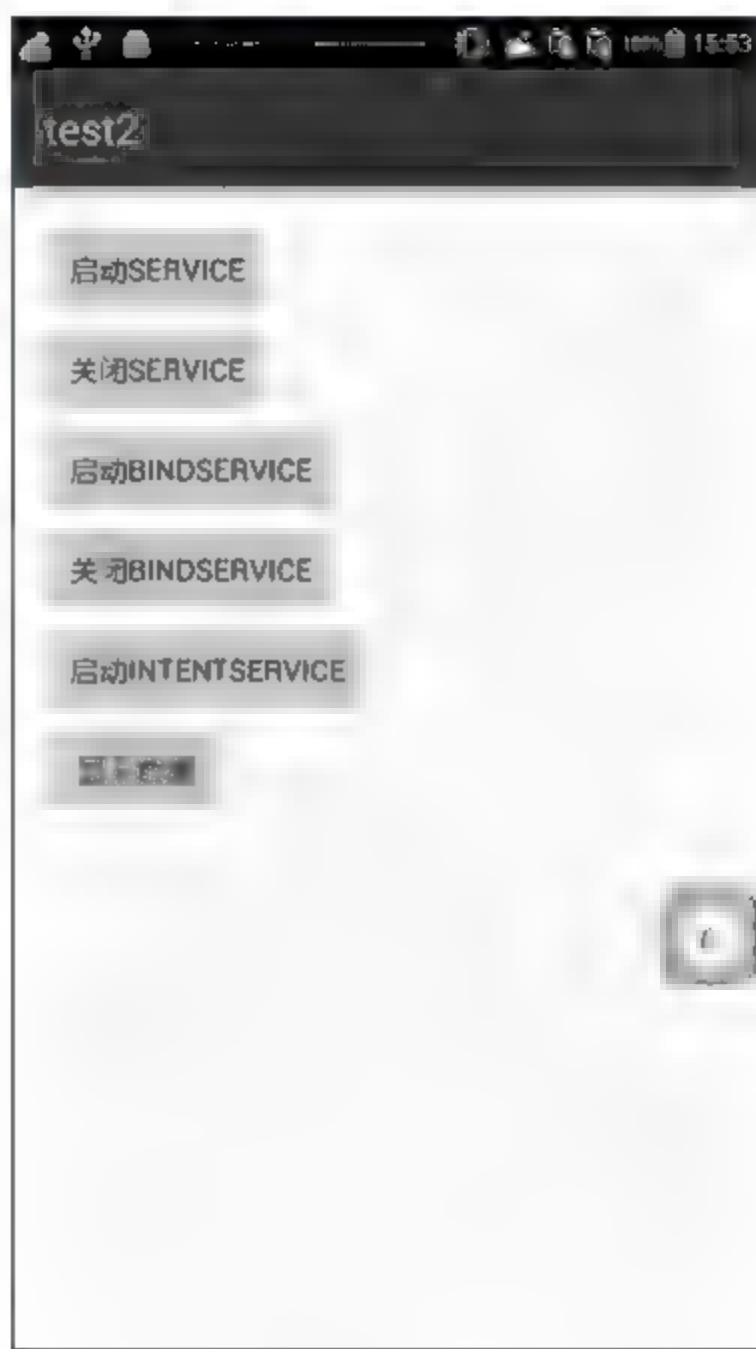 100% 15:53
test2
启动SERVICE
关闭SERVICE
启动BINDSERVICE
关闭BINDSERVICE
启动INTENTSERVICE